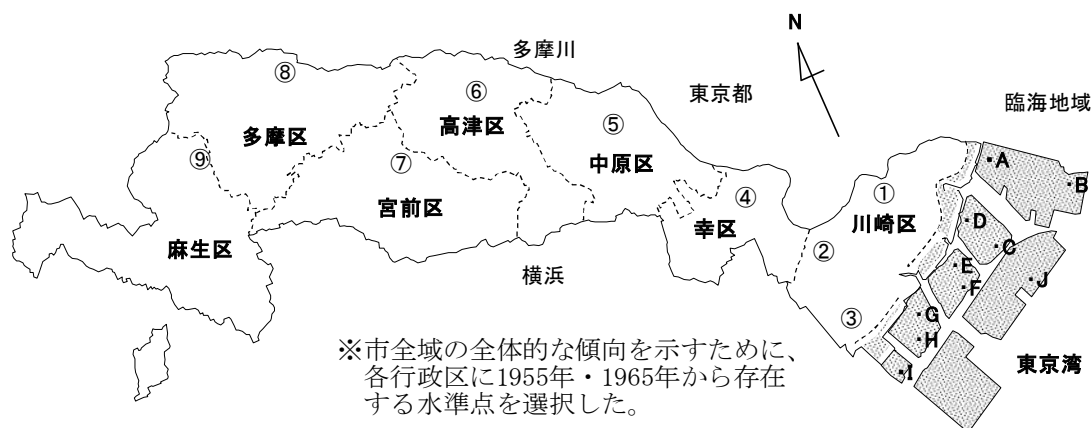 N
多摩川
東京都
臨海地域
⑧
⑥
多摩区
高津区
⑤
中原区
⑨
⑦
宮前区
麻生区
④
幸区
①
川崎区
②
③
横浜
A
B
D
C
E
F
J
G
H
I
東京湾
※市全域の全体的な傾向を示すために、
各行政区に1955年・1965年から存在
する水準点を選択した。